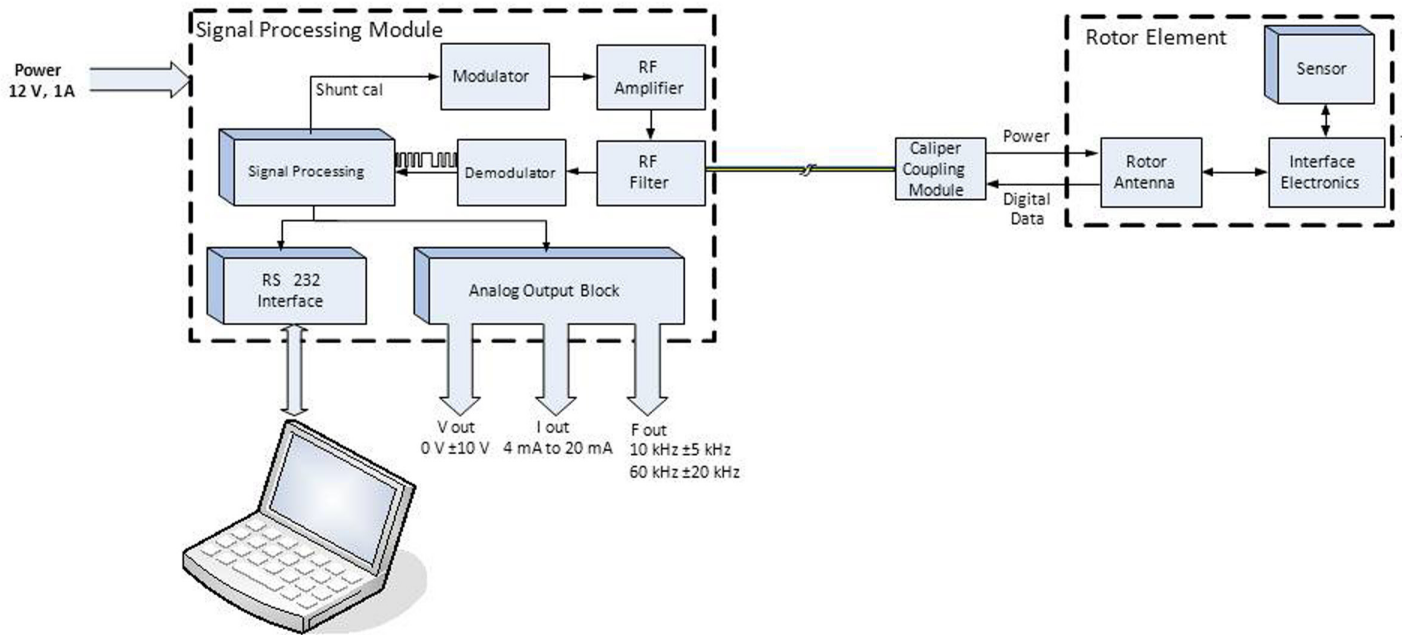 Signal Processing Module
Power
12 V, 1A
Shunt cal
Modulator
RF
Amplifier
Signal Processing
Demodulator
RF
Filter
RS 232
Interface
Analog Output Block
V out
0 V ±10 V
I out
4 mA to 20 mA
F out
10 kHz ±5 kHz
60 kHz ±20 kHz
Caliper
Coupling
Module
Power
Digital
Data
Rotor Element
Sensor
Rotor
Antenna
Interface
Electronics